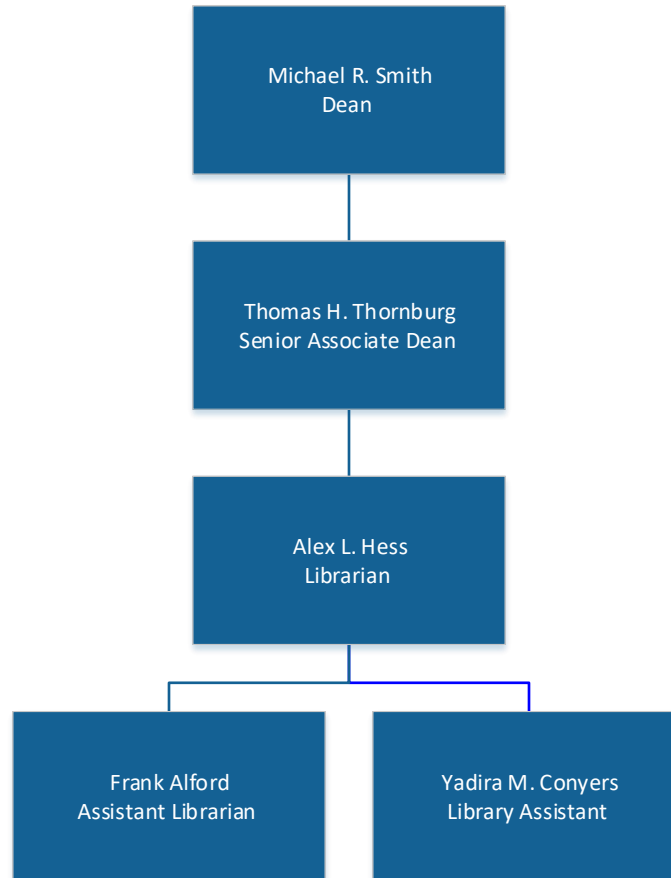 Michael R. Smith
Dean
Thomas H. Thornburg
Senior Associate Dean
Alex L. Hess
Librarian
Frank Alford
Assistant Librarian
Yadira M. Conyers
Library Assistant